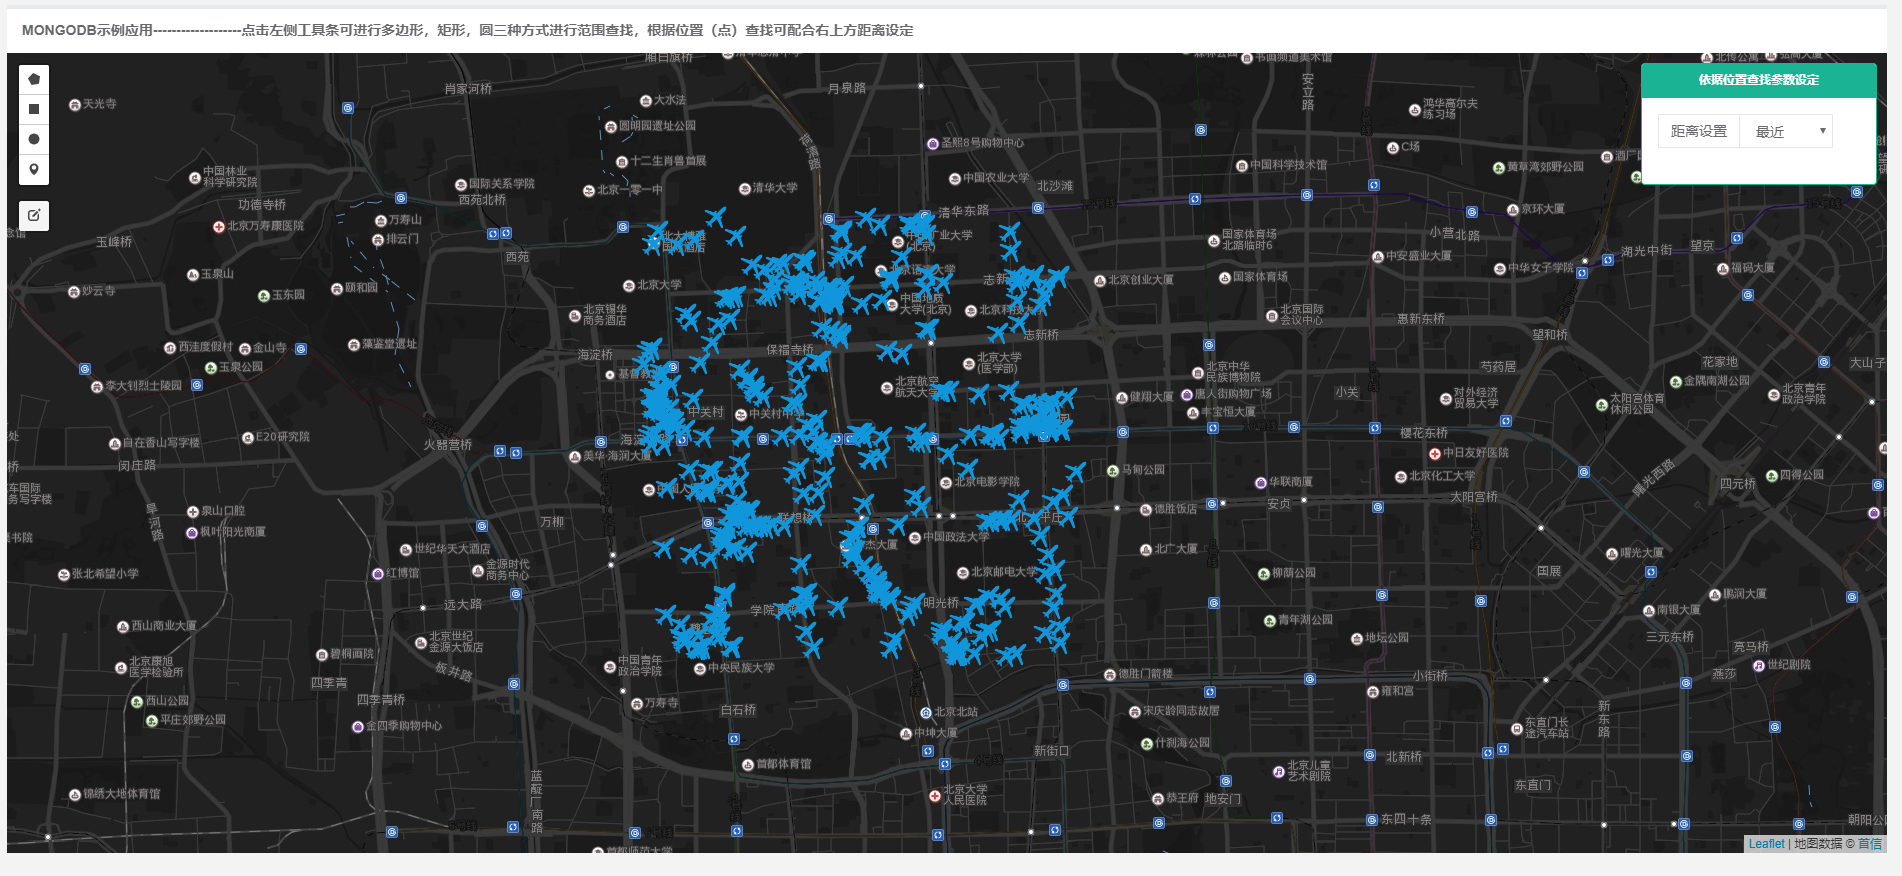 MONGODB示例应用-------------------点击左侧工具条可进行多边形，矩形，圆三种方式进行范围查找，根据位置（点）查找可配合右上方距离设定
依据位置查找参数设定
距离设置
最近
肖家河桥
月泉路
安立路
书画频道美术馆
天光寺
大水法
圆明园遗址公园
圣熙8号购物中心
鸿华高尔夫
练习场
C场
十二生肖兽首展
中国科学技术馆
黄草湾郊野公园
中国林业
科学研究院
国际关系学院
西苑北桥
北京一零一中
清华大学
中国农业大学
北沙滩
功德寺桥
清华东路
京环大厦
北京万寿康医院
万寿山
排云门
玉峰桥
国家体育场
北路临时6
小营北路
湖光中街
望京
西苑
中安盛业大厦
中华女子学院
福码大厦
玉泉山
北京大学
北京创业大厦
国家体育场
妙云寺
玉东园
颐和园
北京锡华
商务酒店
中国地质
大学(北京)
北京国际
会议中心
惠新东桥
望和桥
志新桥
西洼度假村
金山寺
藻鉴堂遗址
海淀桥
保福寺桥
北京大学
(医学部)
玉泉公园
北京中华
民族博物院
芍药居
花家地
大山子
李大钊烈士陵园
北京航空
航天大学
金隅南湖公园
北京青年
政治学院
中关村
健翔大厦
唐人街购物广场
小关
对外经济
贸易大学
太阳宫体育
休闲公园
丰宝恒大厦
自在香山写字楼
E20研究院
火器营桥
樱花东桥
闵庄路
美华·海润大厦
马甸公园
中日友好医院
北京电影学院
华联商厦
北京化工大学
曙光西路
四元桥
四得公园
太阳宫桥
安贞
德胜饭店
旱河路
泉山口腔
枫叶阳光商厦
万柳
联想桥
中国政法大学
世纪华天大酒店
北广大厦
曙光大厦
张北希望小学
红博馆
金源时代
商务中心
北京邮电大学
柳荫公园
国展
远大路
明光桥
鹏润大厦
南银大厦
西山商业大厦
北京世纪
金源大饭店
青年湖公园
地坛公园
三元东桥
亮马桥
碧桐画院
板井路
北京康旭
医学检验所
中国青年
政治学院
中央民族大学
德胜门箭楼
小街桥
燕莎
世纪剧院
四季青
四季青桥
万寿寺
白石桥
雍和宫
西山公园
平庄郊野公园
金四季购物中心
北京北站
宋庆龄同志故居
新东路
东直门长
途汽车站
中坤大厦
什刹海公园
新街口
首都体育馆
北新桥
北京儿童
艺术剧院
东直门
蓝靛厂南路
锦绣大地体育馆
北京大学
人民医院
恭王府
地安门
东四十条
Leaflet | 地图数据 © 首信